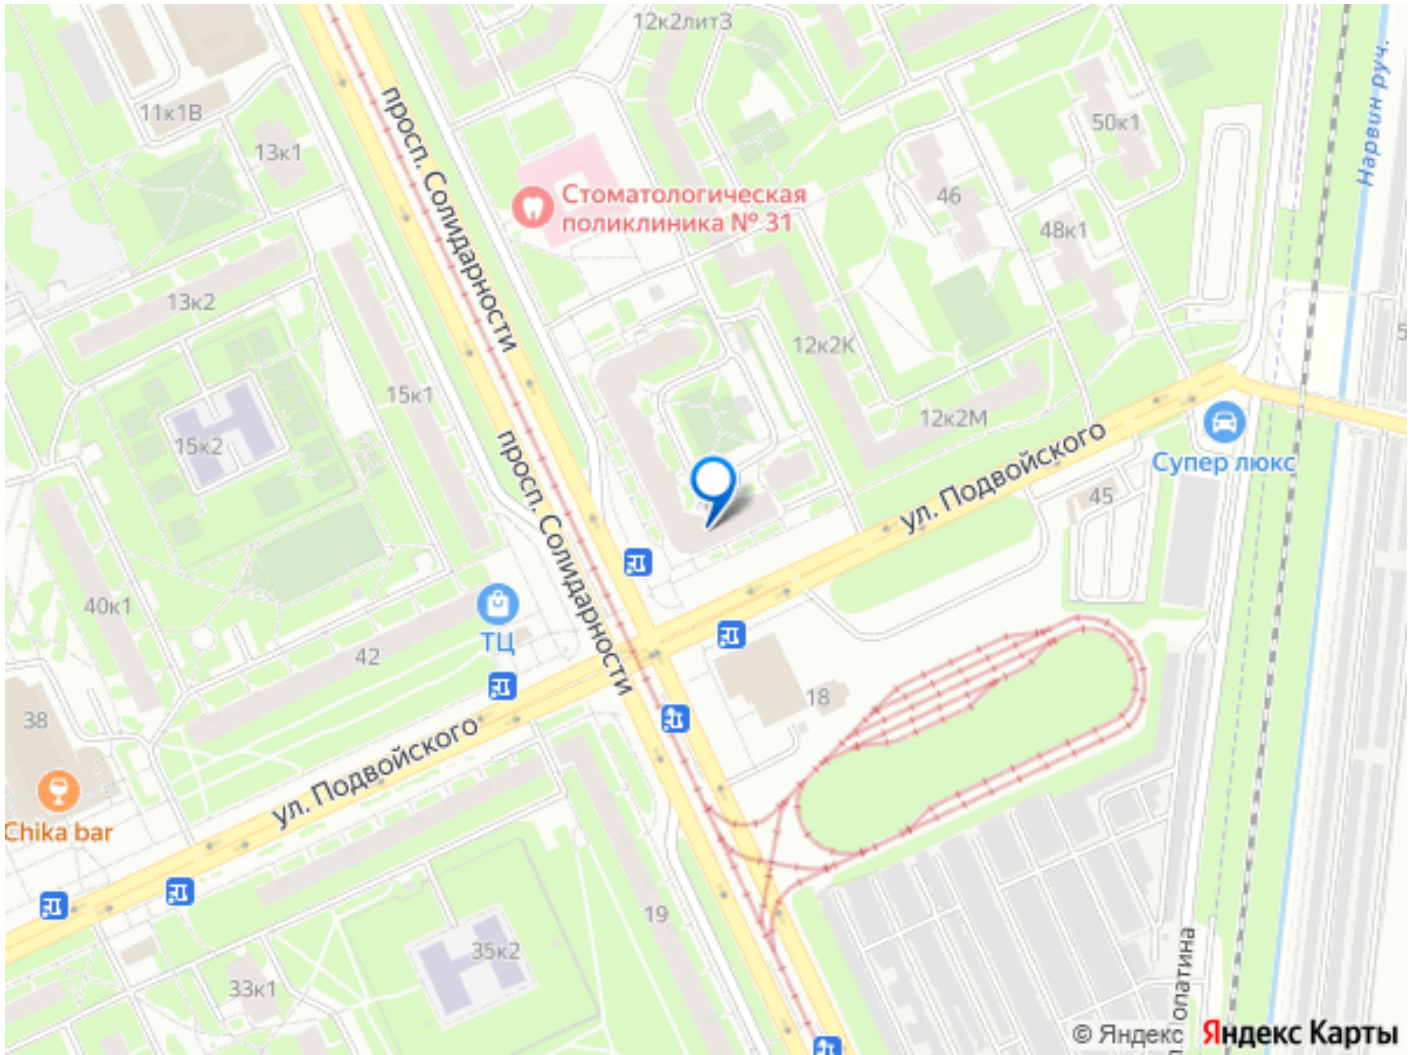 12к2лит3
11к1В
13к1
просп. Солидарности
50к1
Нарвин руч.
Стоматологическая
поликлиника № 31
46
48к1
13к2
12к2К
15к1
12к2М
15к2
Супер люкс
45
ул. Подвойского
просп. Солидарности
40к1
ТЦ
42
18
38
ул. Подвойского
Chika bar
19
35к2
33к1
© Яндекс
Яндекс Карты